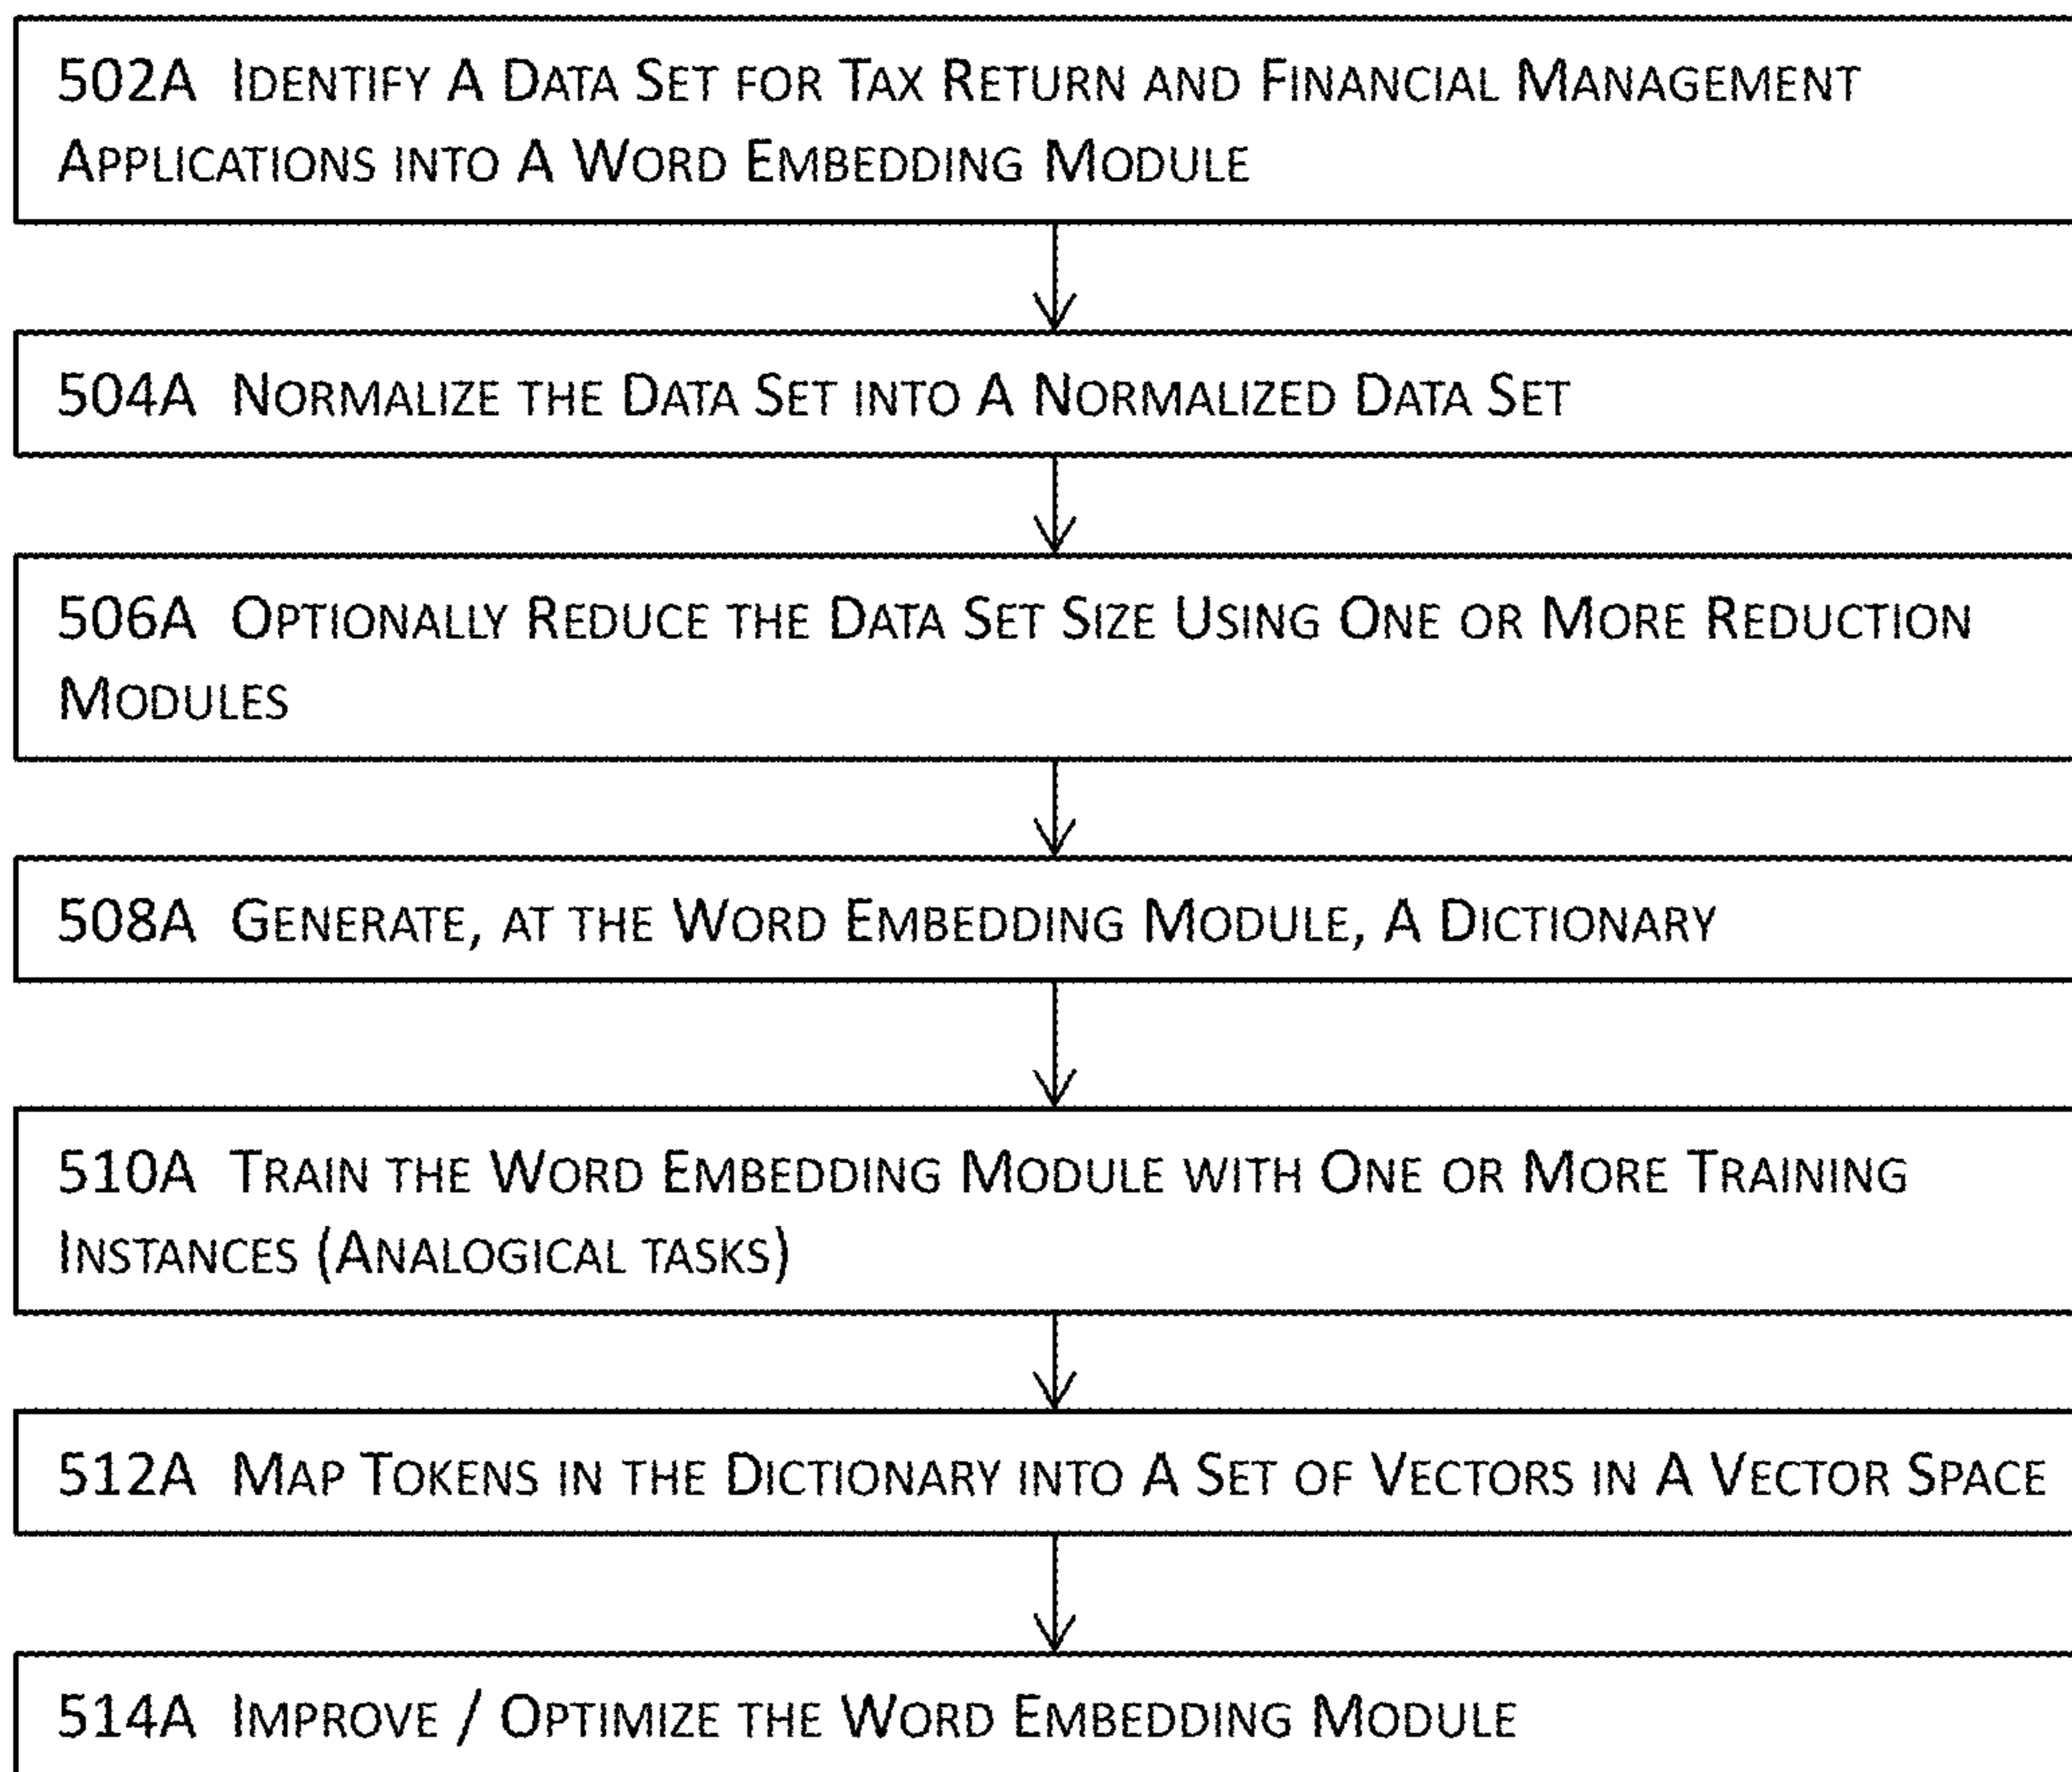 502A Identify A Data Set for Tax Return and Financial Management
Applications into A Word Embedding Module
504A Normalize the Data Set into A Normalized Data Set
506A Optionally Reduce the Data Set Size Using One or More Reduction
Modules
508A Generate, at the Word Embedding Module, A Dictionary
510A Train the Word Embedding Module with One or More Training
Instances (Analogical tasks)
512A Map Tokens in the Dictionary into A Set of Vectors in A Vector Space
514A Improve / Optimize the Word Embedding Module